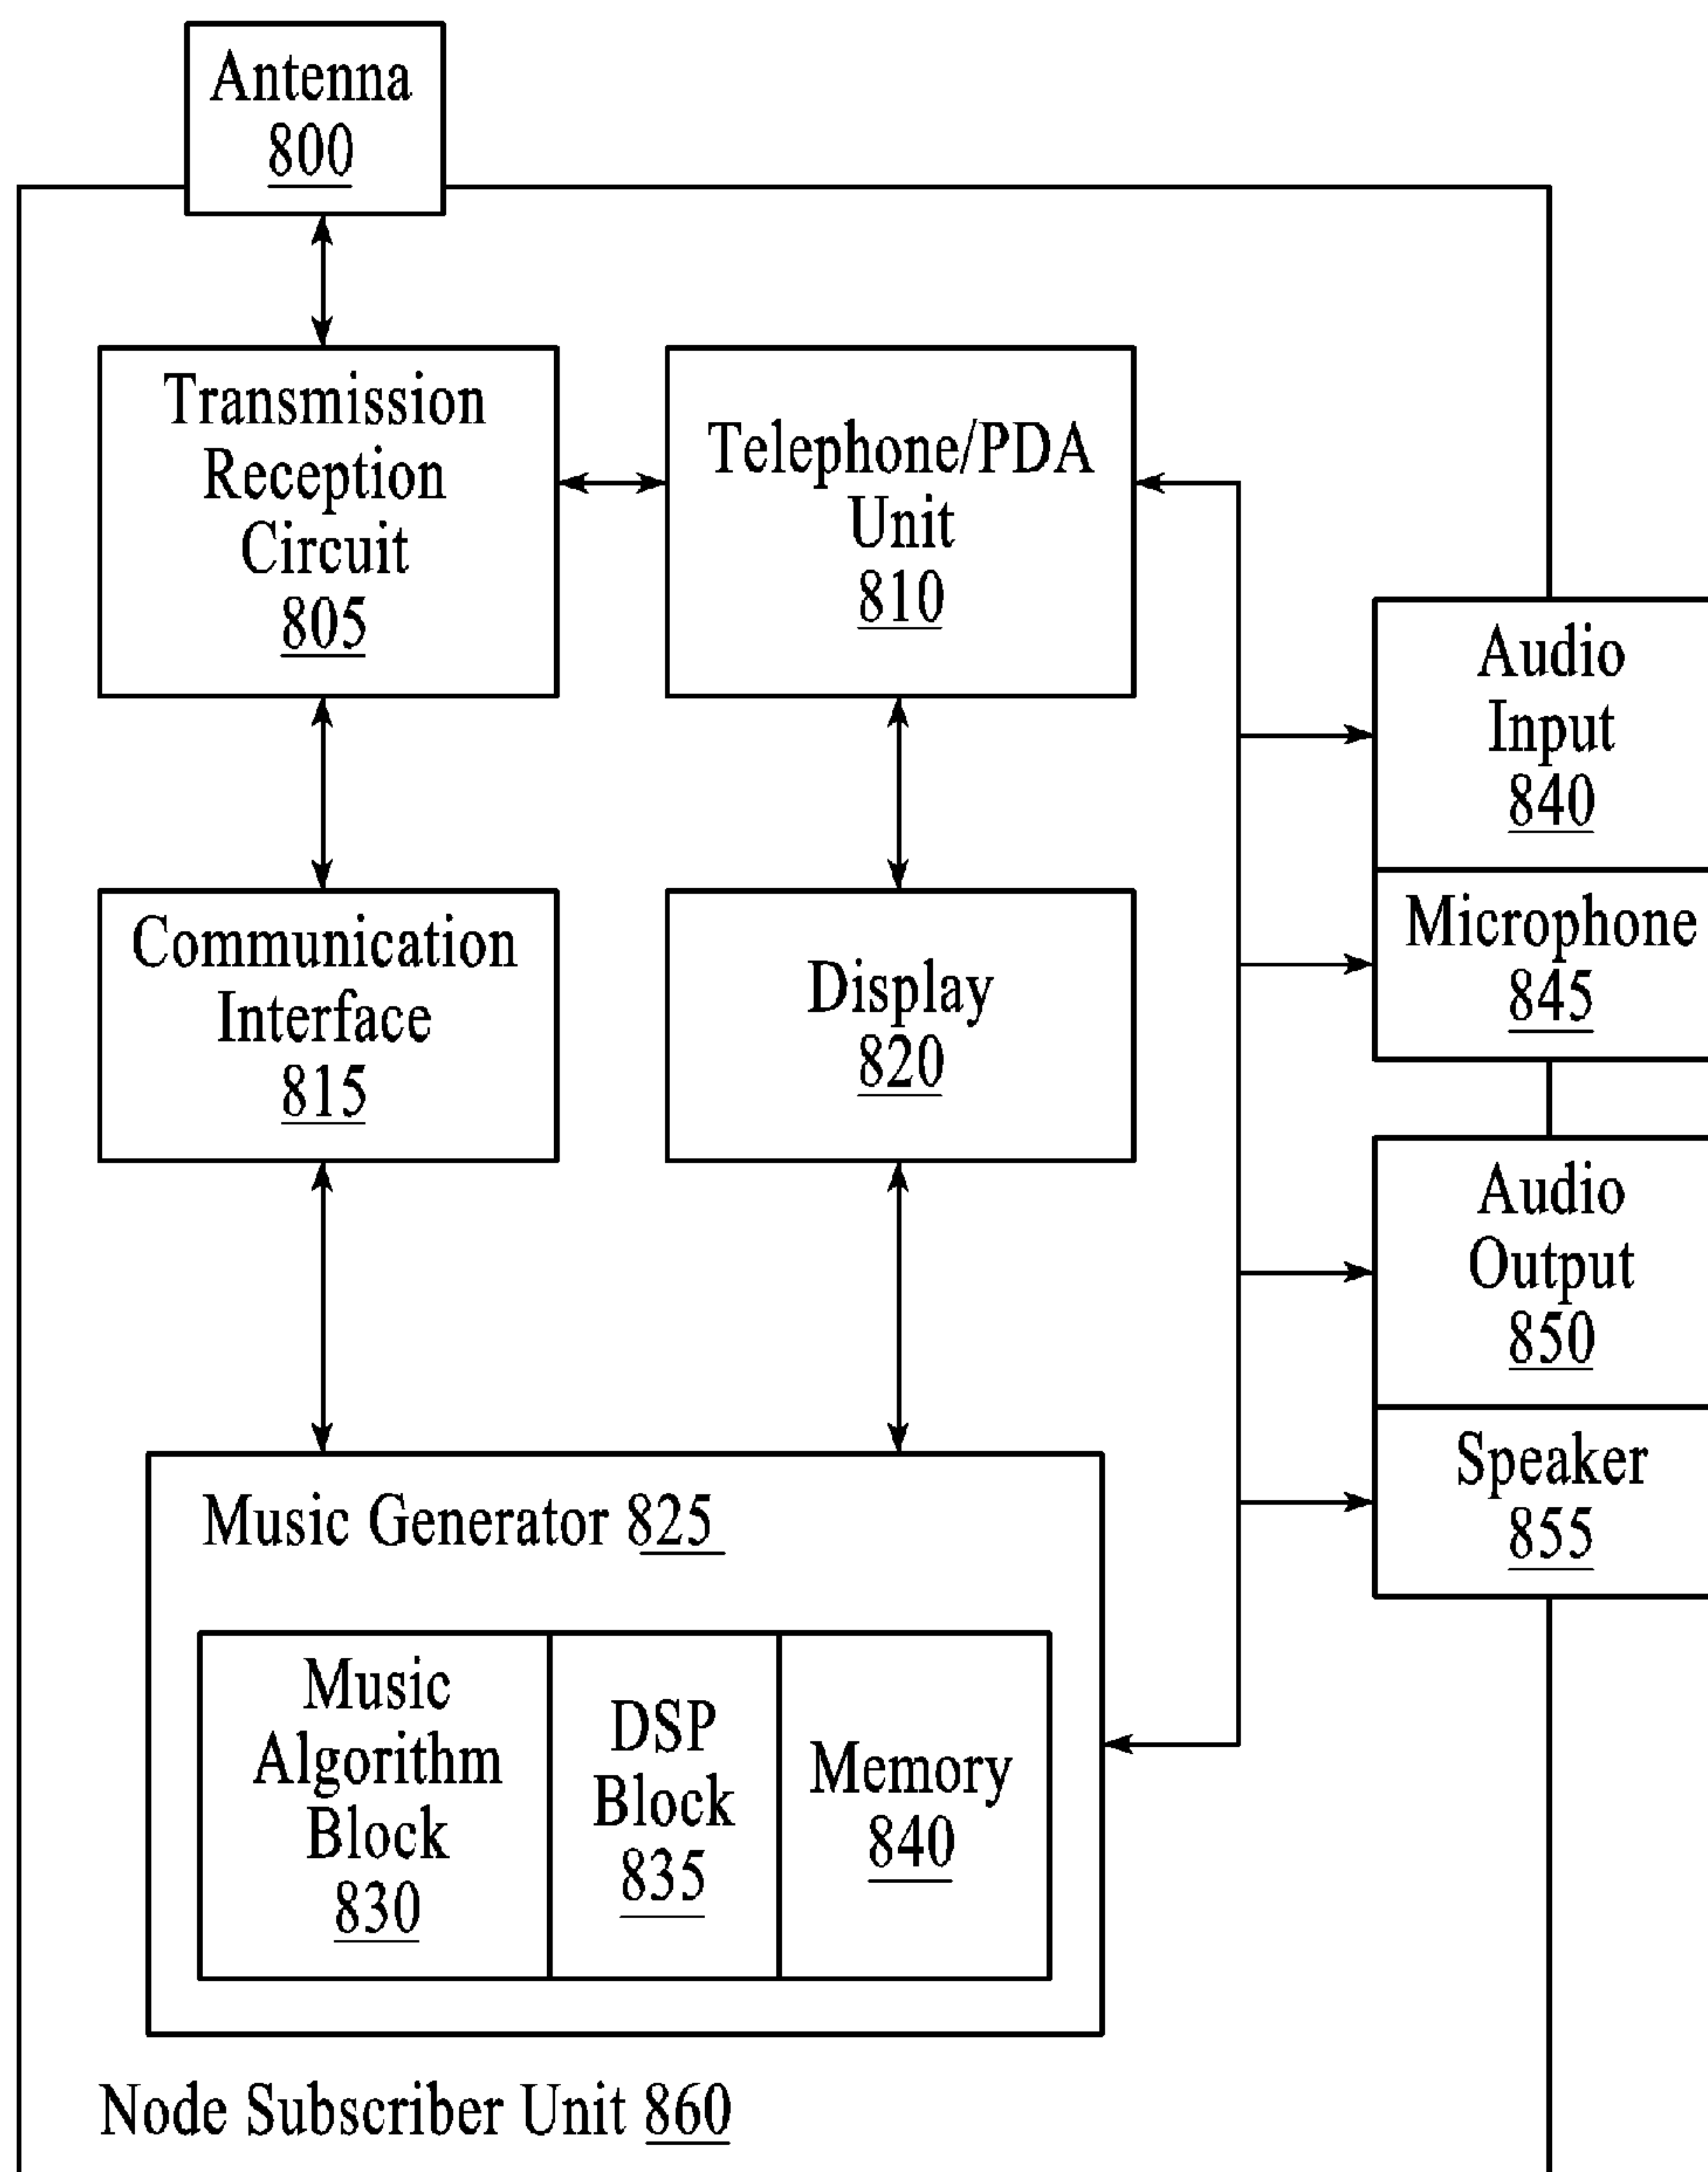 Antenna
800
Transmission
Reception
Circuit
805
Telephone/PDA
Unit
810
Audio
Input
840
Microphone
845
Communication
Interface
815
Display
820
Audio
Output
850
Speaker
855
Music Generator 825
Music
Algorithm
Block
830
DSP
Block
835
Memory
840
Node Subscriber Unit 860